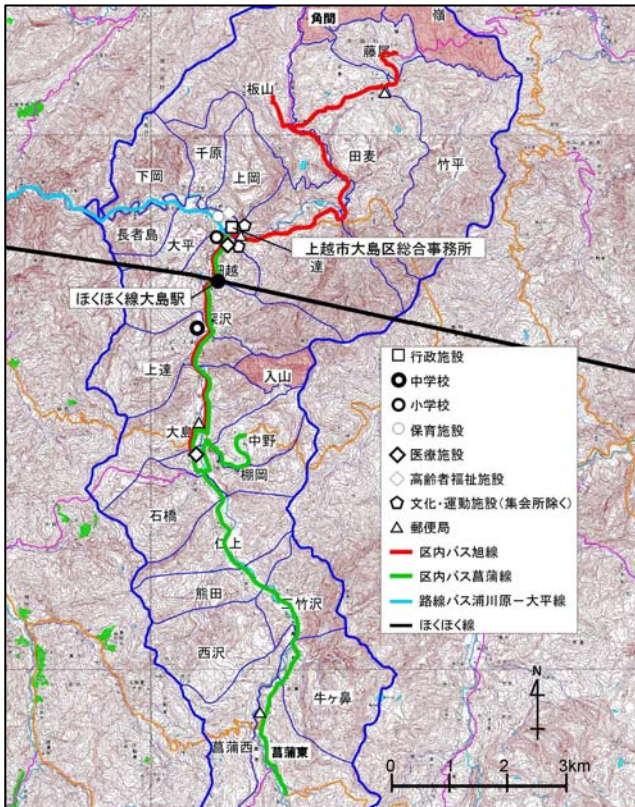 角間
嶺
藤尾
板山
千原
田麦
竹平
下岡
上岡
長者島
大平
上越市大島区総合事務所
達
ほくほく線大島駅
深沢
上達
入山
大島
中野
棚岡
石橋
仁上
熊田
三竹沢
西沢
牛ヶ鼻
菖蒲西
菖蒲東
行政施設
中学校
小学校
保育施設
医療施設
高齢者福祉施設
文化・運動施設(集会所除く)
郵便局
区内バス旭線
区内バス菖蒲線
路線バス浦川原ー大平線
ほくほく線
N
0 1 2 3km